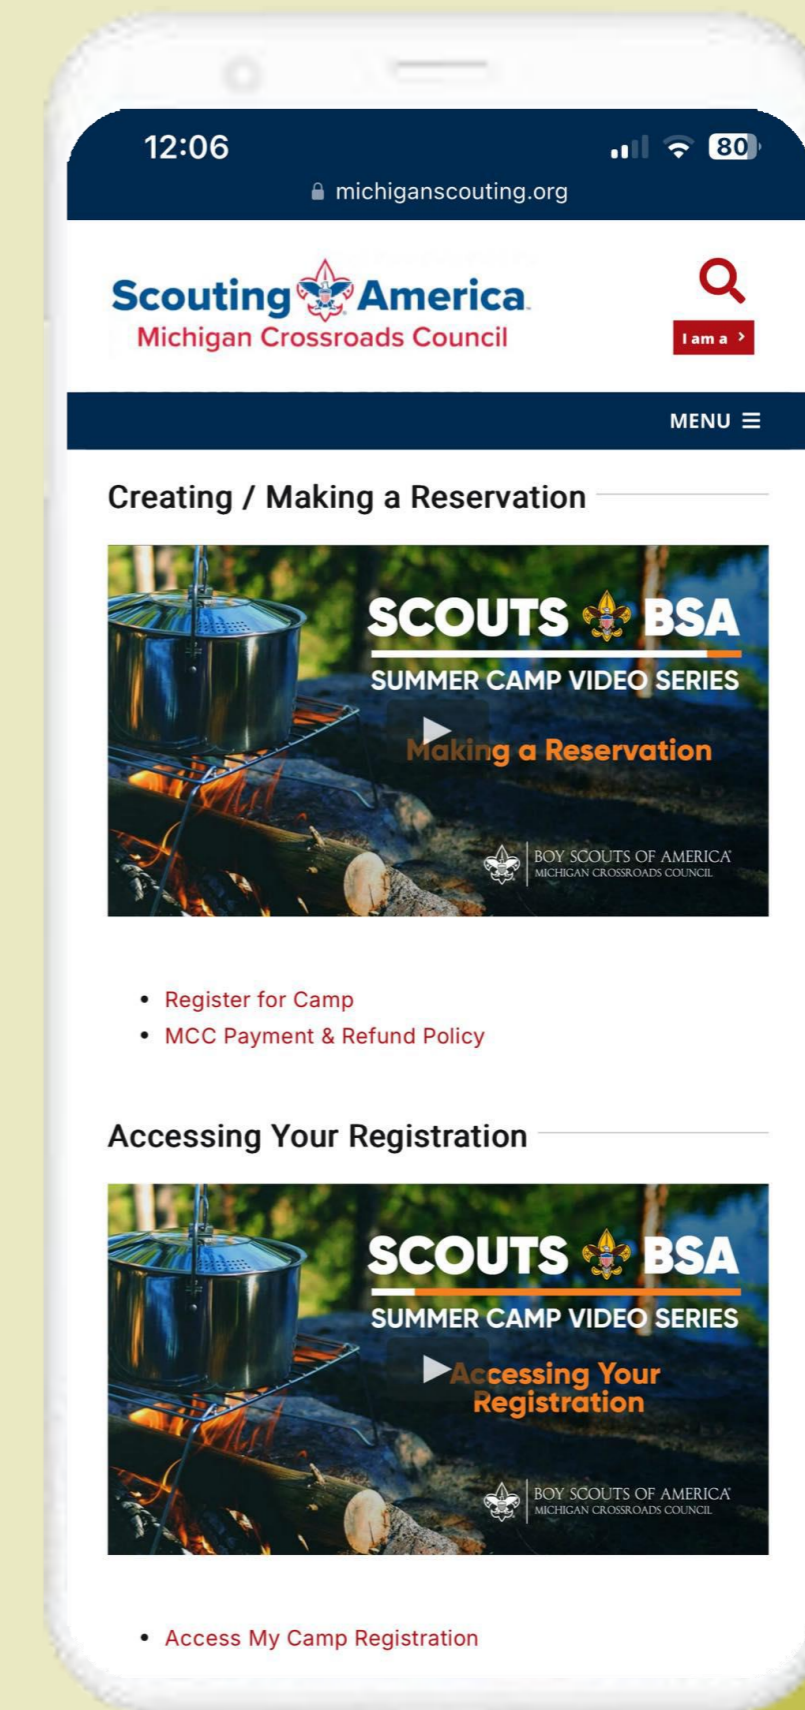 12:06
80
michiganscouting.org
Scouting America
Michigan Crossroads Council
I am a >
MENU
Creating / Making a Reservation
SCOUTS BSA
SUMMER CAMP VIDEO SERIES
Making a Reservation
BOY SCOUTS OF AMERICA®
MICHIGAN CROSSROADS COUNCIL
• Register for Camp
• MCC Payment & Refund Policy
Accessing Your Registration
SCOUTS BSA
SUMMER CAMP VIDEO SERIES
Accessing Your
Registration
BOY SCOUTS OF AMERICA®
MICHIGAN CROSSROADS COUNCIL
• Access My Camp Registration